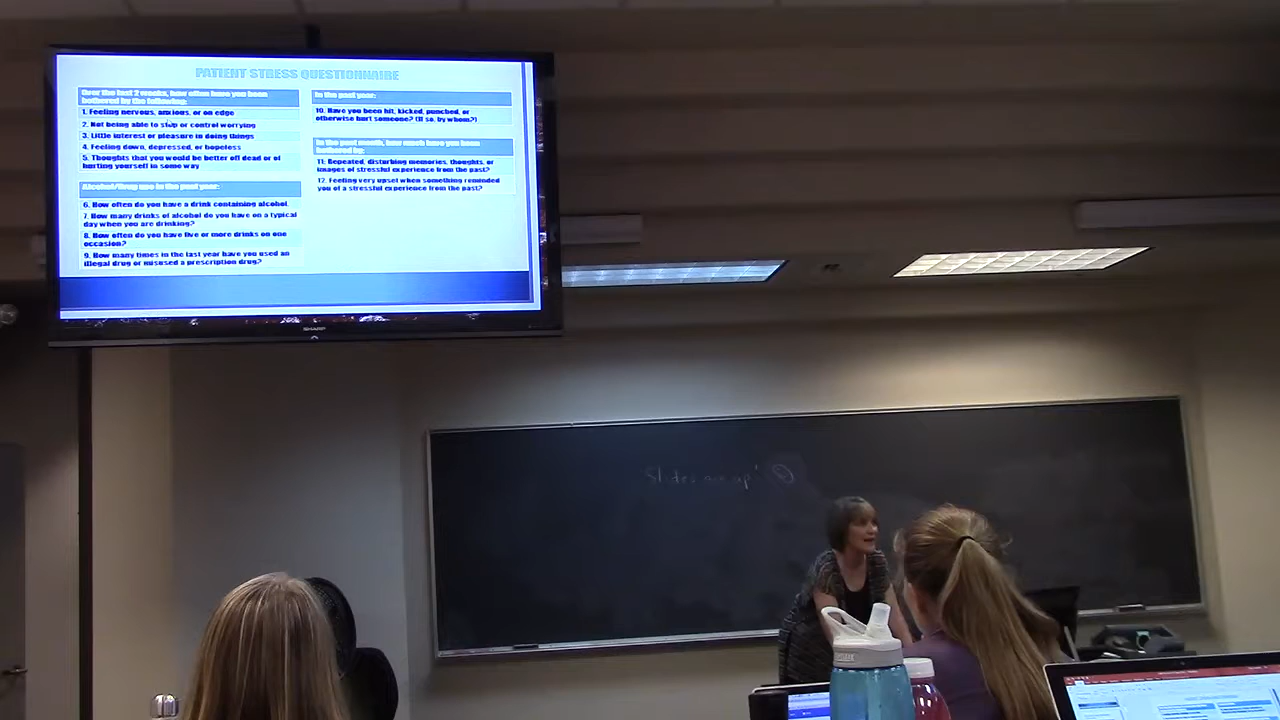 PATIENT STRESS QUESTIONNAIRE
Over the last 2 weeks, how often have you been
bothered by the following:
1. Feeling nervous, anxious, or on edge
2. Not being able to stop or control worrying
3. Little interest or pleasure in doing things
4. Feeling down, depressed, or hopeless
5. Thoughts that you would be better off dead or of
hurting yourself in some way
Alcohol/Drug use in the past year:
6. How often do you have a drink containing alcohol.
7. How many drinks of alcohol do you have on a typical
day when you are drinking?
8. How often do you have five or more drinks on one
occasion?
9. How many times in the last year have you used an
illegal drug or misused a prescription drug?
In the past year:
10. Have you been hit, kicked, punched, or
otherwise hurt someone? (If so, by whom?)
In the past month, how much have you been
bothered by:
11. Repeated, disturbing memories, thoughts, or
images of stressful experience from the past?
12. Feeling very upset when something reminded
you of a stressful experience from the past?
SHARP
Slides are up!